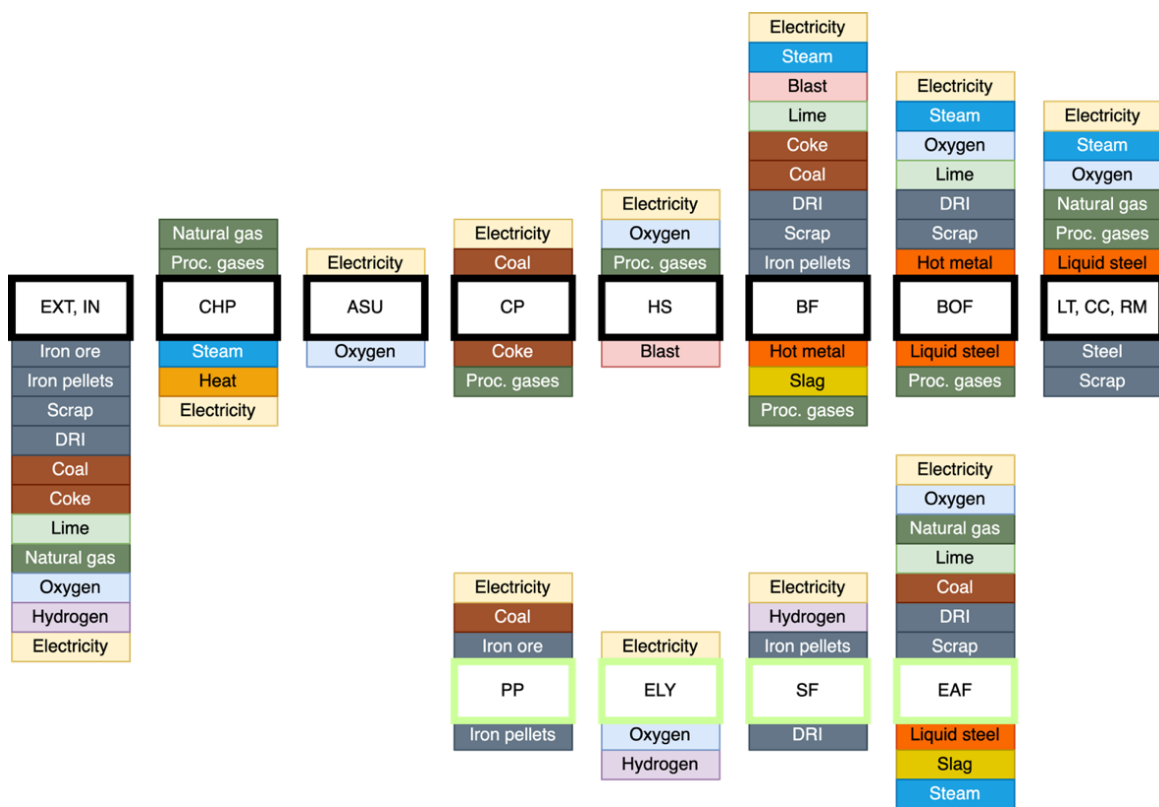 Electricity
Steam
Blast
Lime
Coke
Coal
DRI
Scrap
Iron pellets
Electricity
Steam
Oxygen
Lime
DRI
Scrap
Hot metal
Electricity
Steam
Oxygen
Natural gas
Proc. gases
Liquid steel
Electricity
Oxygen
Proc. gases
Natural gas
Proc. gases
Electricity
Coal
Electricity
EXT, IN
CHP
ASU
CP
HS
BF
BOF
LT, CC, RM
Iron ore
Iron pellets
Scrap
DRI
Coal
Coke
Lime
Natural gas
Oxygen
Hydrogen
Electricity
Steam
Heat
Electricity
Oxygen
Coke
Proc. gases
Blast
Hot metal
Slag
Proc. gases
Liquid steel
Proc. gases
Steel
Scrap
Electricity
Coal
Iron ore
PP
Iron pellets
Electricity
ELY
Oxygen
Hydrogen
Electricity
Hydrogen
Iron pellets
SF
DRI
Electricity
Oxygen
Natural gas
Lime
Coal
DRI
Scrap
EAF
Liquid steel
Slag
Steam